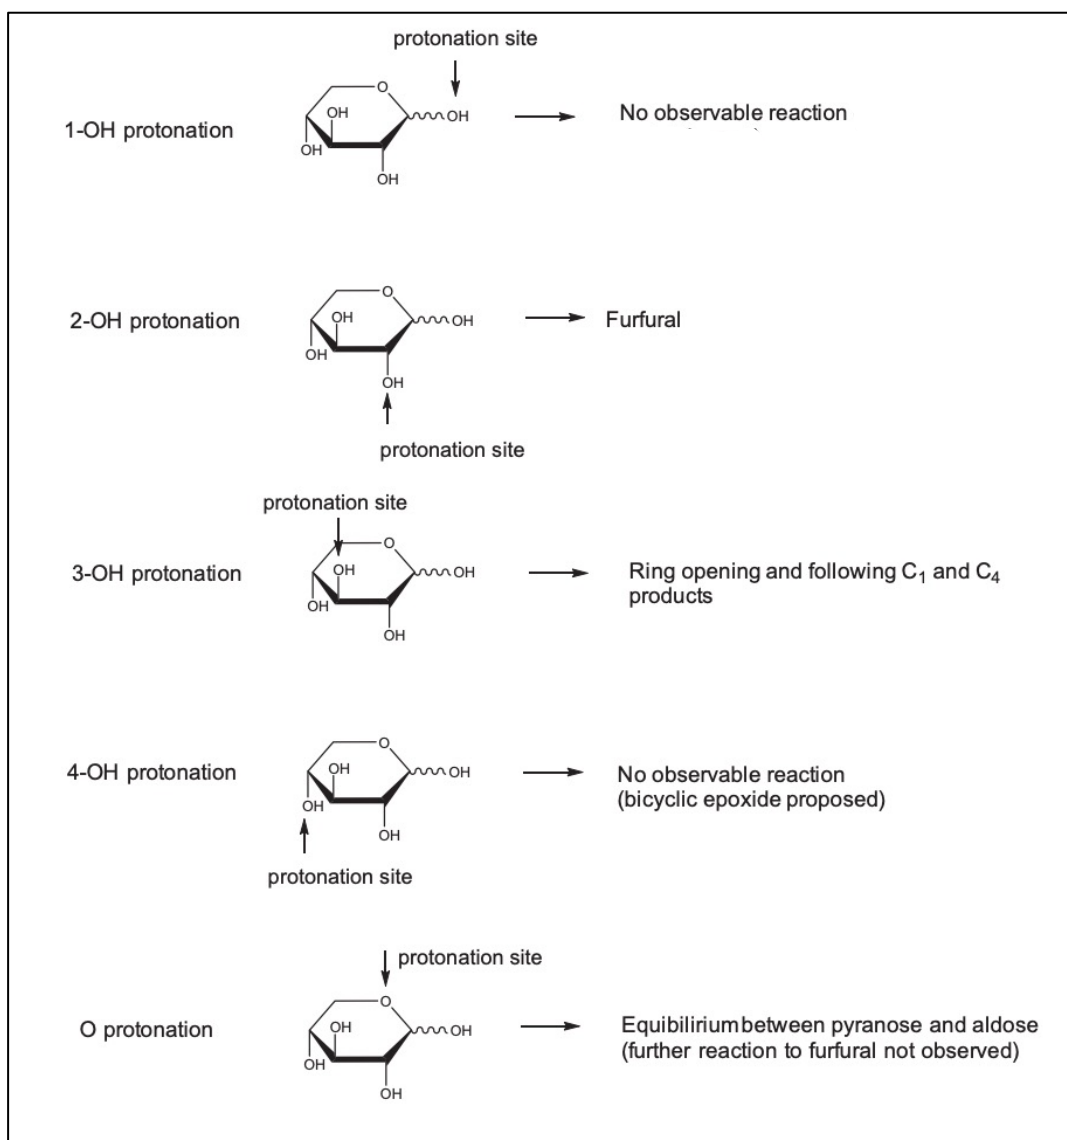 protonation site
1-OH protonation
O
OH
OH
OH
OH
No observable reaction
2-OH protonation
O
OH
OH
OH
OH
Furfural
protonation site
protonation site
3-OH protonation
O
OH
OH
OH
OH
Ring opening and following C₁ and C₄
products
4-OH protonation
O
OH
OH
OH
OH
No observable reaction
(bicyclic epoxide proposed)
protonation site
protonation site
O protonation
O
OH
OH
OH
OH
Equibiliriumbetween pyranose and aldose
(further reaction to furfural not observed)